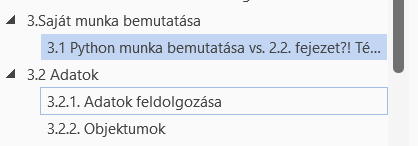 3.Saját munka bemutatása
3.1 Python munka bemutatása vs. 2.2. fejezet?! Té...
3.2 Adatok
3.2.1. Adatok feldolgozása
3.2.2. Objektumok